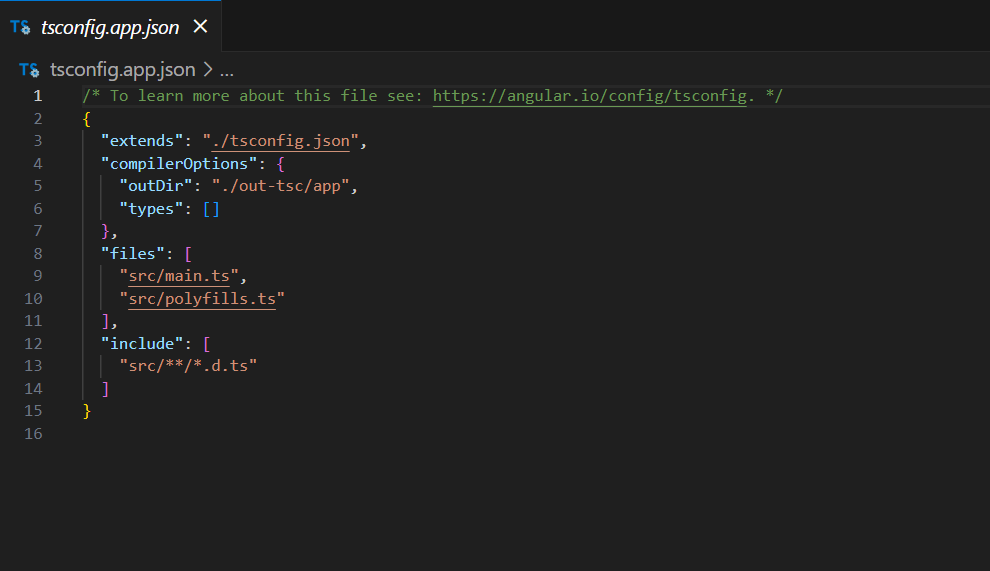 TS tsconfig.app.json ×
TS tsconfig.app.json > ...
1 /* To learn more about this file see: https://angular.io/config/tsconfig. */
2 {
3   "extends": "./tsconfig.json",
4   "compilerOptions": {
5     "outDir": "./out-tsc/app",
6     "types": []
7   },
8   "files": [
9     "src/main.ts",
10     "src/polyfills.ts"
11   ],
12   "include": [
13     "src/**/*.d.ts"
14   ]
15 }
16